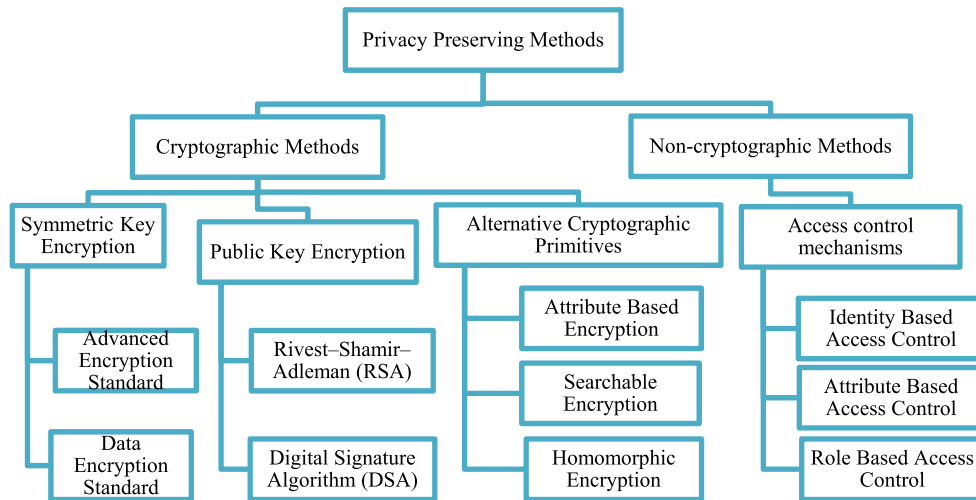 Privacy Preserving Methods
Cryptographic Methods
Non-cryptographic Methods
Symmetric Key
Encryption
Public Key Encryption
Alternative Cryptographic
Primitives
Access control
mechanisms
Advanced
Encryption
Standard
Data
Encryption
Standard
Rivest–Shamir–
Adleman (RSA)
Digital Signature
Algorithm (DSA)
Attribute Based
Encryption
Searchable
Encryption
Homomorphic
Encryption
Identity Based
Access Control
Attribute Based
Access Control
Role Based Access
Control